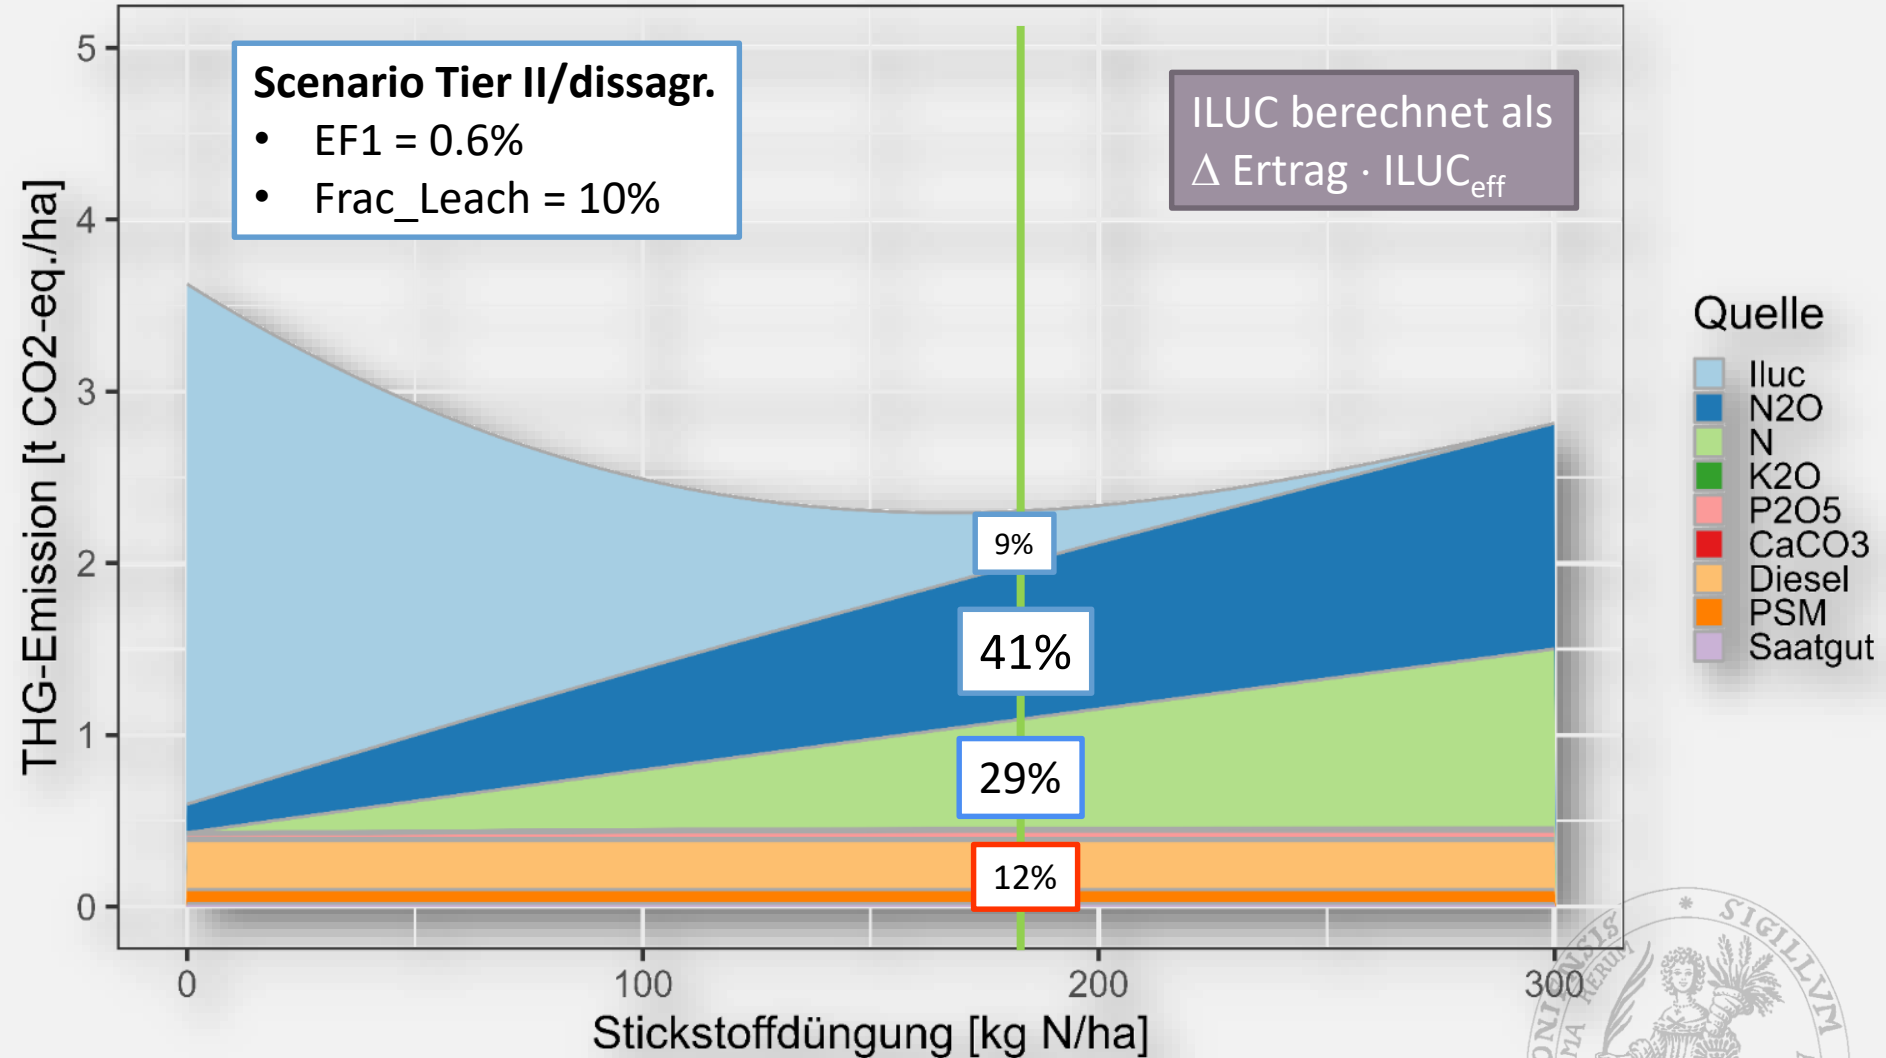 Scenario Tier II/dissagr.
• EF1 = 0.6%
• Frac_Leach = 10%
ILUC berechnet als
Δ Ertrag · ILUCeff
THG-Emission [t CO2-eq./ha]
5
4
3
2
1
0
9%
41%
29%
12%
0
100
200
300
Stickstoffdüngung [kg N/ha]
Quelle
Iluc
N2O
N
K2O
P2O5
CaCO3
Diesel
PSM
Saatgut
SIGILLVM